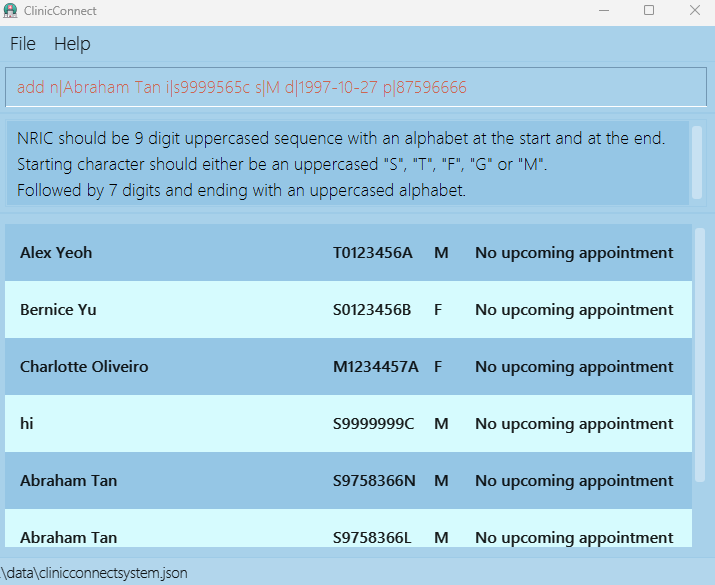 ClinicConnect
File Help
add n|Abraham Tan i|s9999565c s|M d|1997-10-27 p|87596666
NRIC should be 9 digit uppercased sequence with an alphabet at the start and at the end.
Starting character should either be an uppercased "S", "T", "F", "G" or "M".
Followed by 7 digits and ending with an uppercased alphabet.
Alex Yeoh T0123456A M No upcoming appointment
Bernice Yu S0123456B F No upcoming appointment
Charlotte Oliveiro M1234457A F No upcoming appointment
hi S9999999C M No upcoming appointment
Abraham Tan S9758366N M No upcoming appointment
Abraham Tan S9758366L M No upcoming appointment
.\data\clinicconnectsystem.json